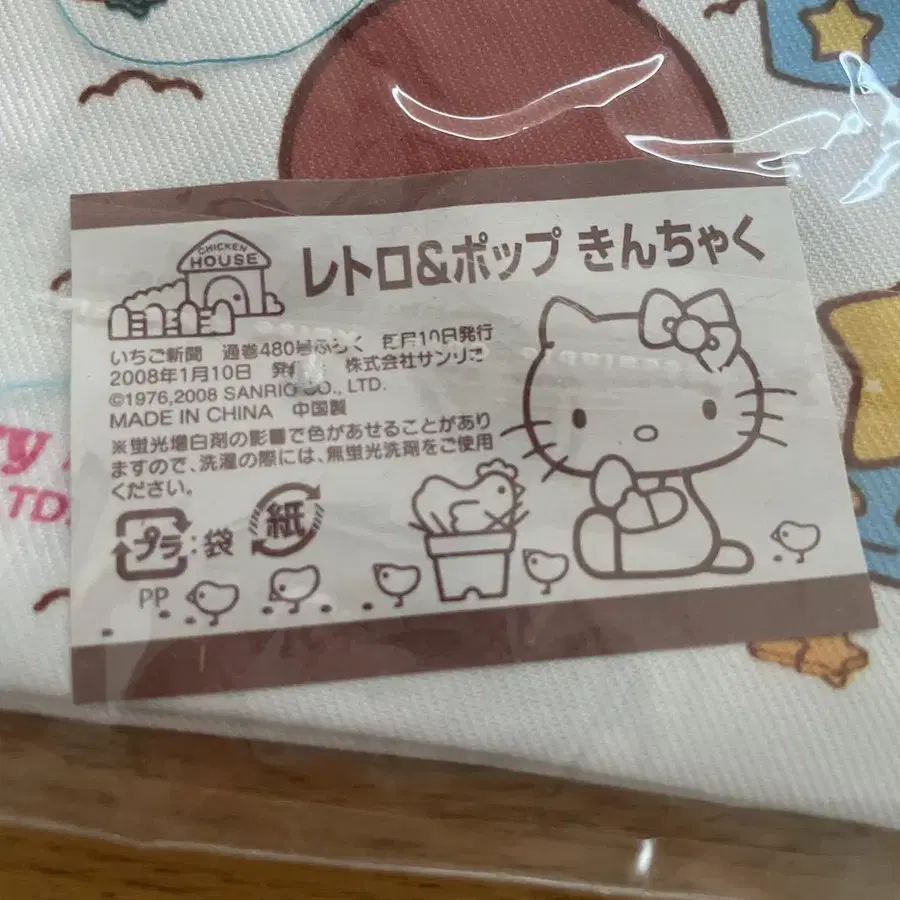 CHICKEN
HOUSE
レトロ&ポップ きんちゃく
いちご新聞 通巻480号ふろく 10日発行
2008年1月10日 株式会社サンリオ
©1976,2008 SANRIO CO., LTD.
MADE IN CHINA 中国製
※蛍光増白剤の影響で色があせることがあり
ますので、洗濯の際には、無蛍光洗剤をご使用
ください。
プラ:袋 紙
PP
ry
TD.